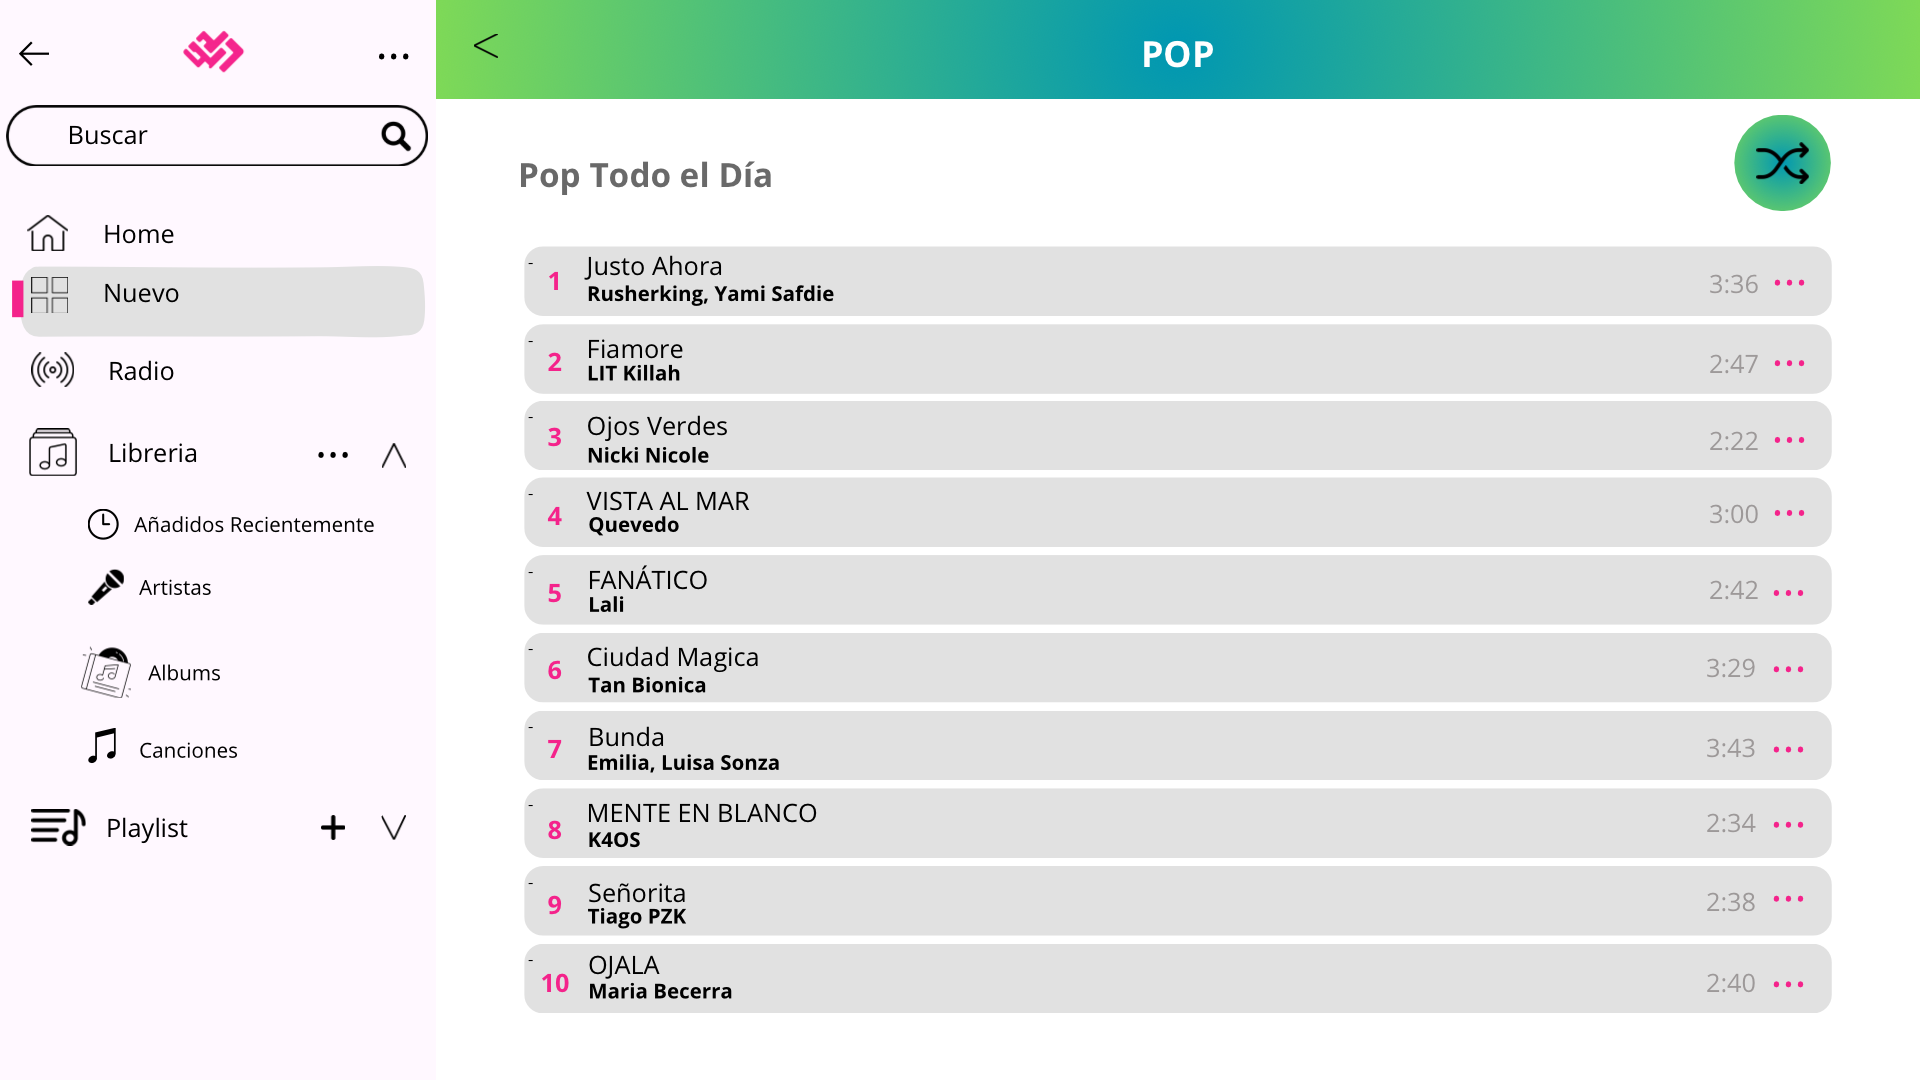 Buscar
Home
Nuevo
Radio
Libreria
Añadidos Recientemente
Artistas
Albums
Canciones
Playlist
POP
Pop Todo el Día
-
1
Justo Ahora
Rusherking, Yami Safdie
3:36
-
2
Fiamore
LIT Killah
2:47
-
3
Ojos Verdes
Nicki Nicole
2:22
-
4
VISTA AL MAR
Quevedo
3:00
-
5
FANÁTICO
Lali
2:42
-
6
Ciudad Magica
Tan Bionica
3:29
-
7
Bunda
Emilia, Luisa Sonza
3:43
-
8
MENTE EN BLANCO
K4OS
2:34
-
9
Señorita
Tiago PZK
2:38
-
10
OJALA
Maria Becerra
2:40